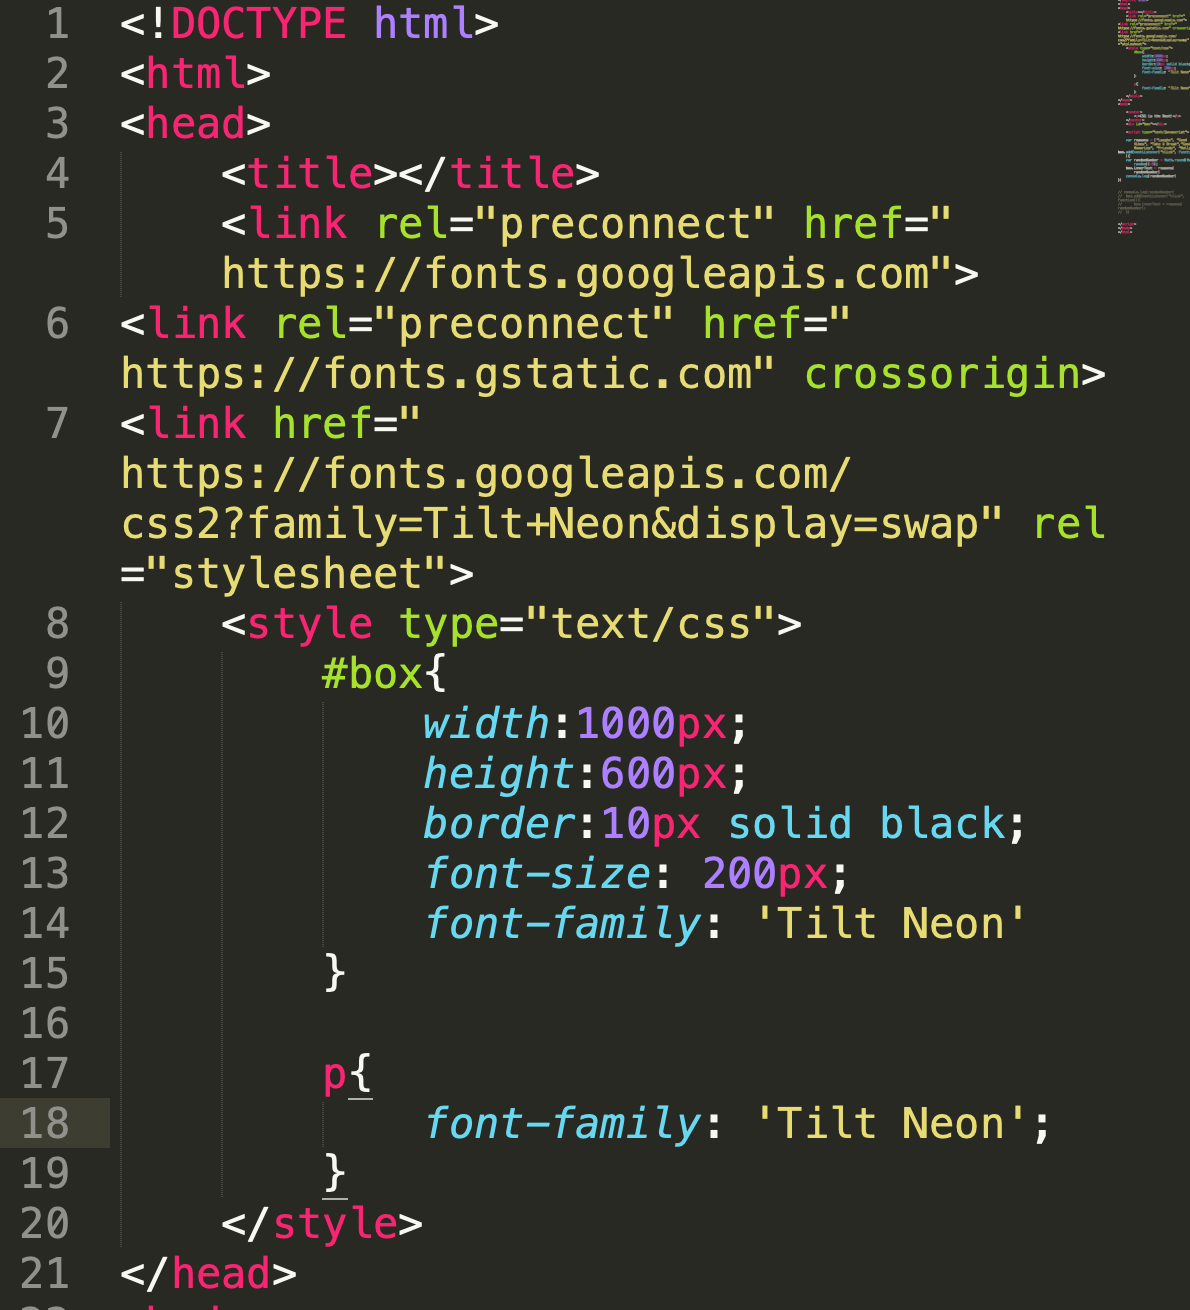 1 <!DOCTYPE html>
2 <html>
3 <head>
4 <title></title>
5 <link rel="preconnect" href="
https://fonts.googleapis.com">
6 <link rel="preconnect" href="
https://fonts.gstatic.com" crossorigin>
7 <link href="
https://fonts.googleapis.com/
css2?family=Tilt+Neon&display=swap" rel
="stylesheet">
8 <style type="text/css">
9 #box{
10 width:1000px;
11 height:600px;
12 border:10px solid black;
13 font-size: 200px;
14 font-family: 'Tilt Neon'
15 }
16
17 p{
18 font-family: 'Tilt Neon';
19 }
20 </style>
21 </head>